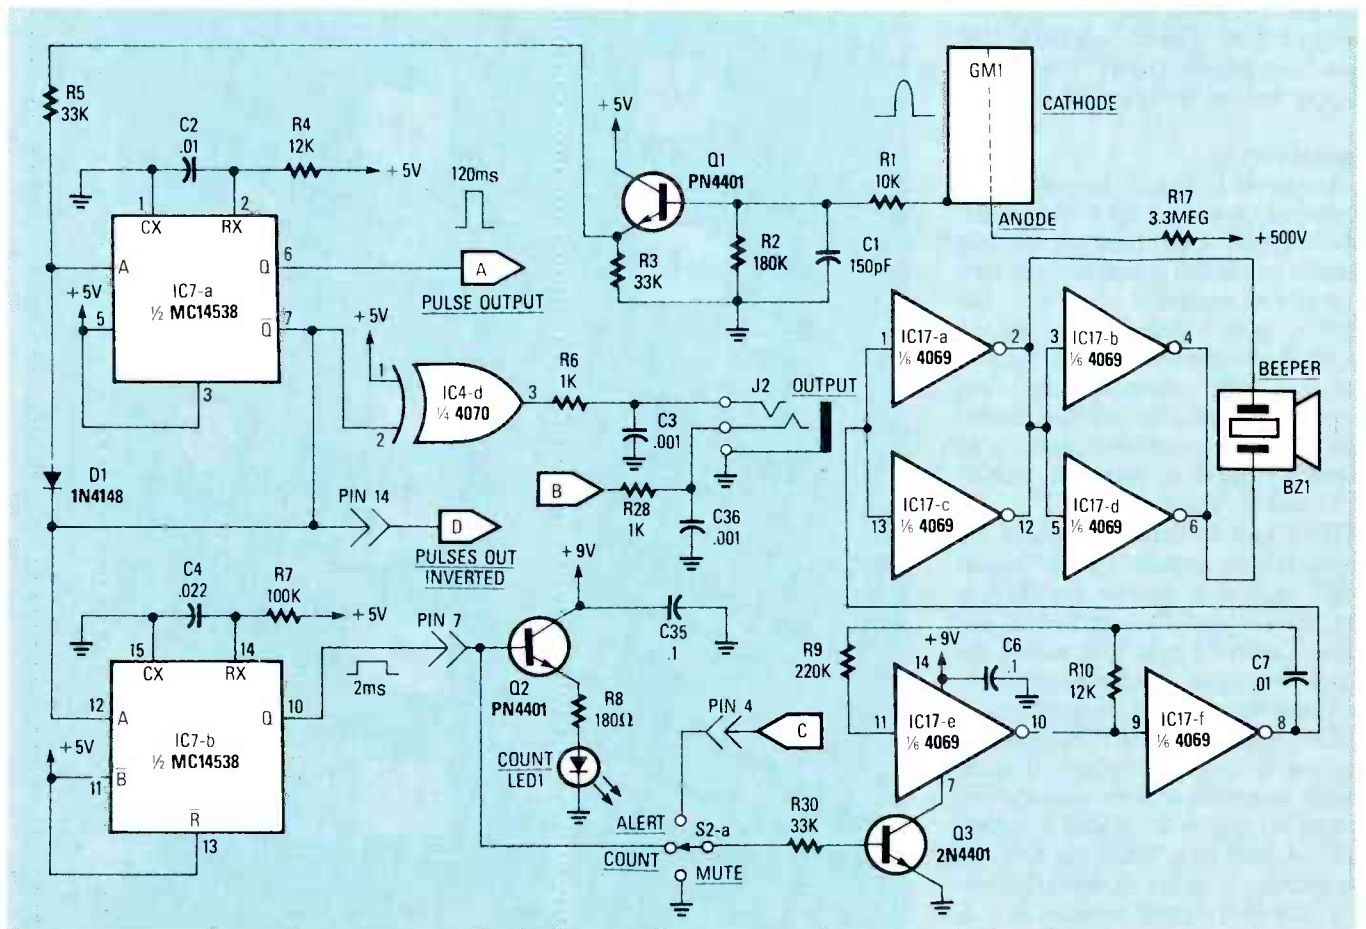 R5
33K
C2
.01
R4
12K
+ 5V
1
2
CX
RX
A
Q
6
IC7-a
½ MC14538
+ 5V
5
Q̅
7
3
120ms
A
PULSE OUTPUT
+ 5V
Q1
PN4401
R3
33K
R2
180K
C1
150pF
R1
10K
GM1
CATHODE
ANODE
R17
3.3MEG
+ 500V
+ 5V
1
2
IC4-d
¼ 4070
3
R6
1K
C3
.001
J2
OUTPUT
B
R28
1K
C36
.001
D1
1N4148
PIN 14
D
PULSES OUT
INVERTED
1
IC17-a
⅙ 4069
2
3
IC17-b
⅙ 4069
4
13
IC17-c
⅙ 4069
12
5
IC17-d
⅙ 4069
6
BEEPER
BZ1
C4
.022
R7
100K
+ 5V
15
14
CX
RX
12
A
Q
10
IC7-b
½ MC14538
+ 5V
11
B̅
R̅
13
2ms
PIN 7
+ 9V
C35
.1
Q2
PN4401
R8
180Ω
COUNT
LED1
PIN 4
C
ALERT
S2-a
COUNT
MUTE
R30
33K
Q3
2N4401
R9
220K
+ 9V
14
C6
.1
11
IC17-e
⅙ 4069
10
7
R10
12K
9
IC17-f
⅙ 4069
8
C7
.01